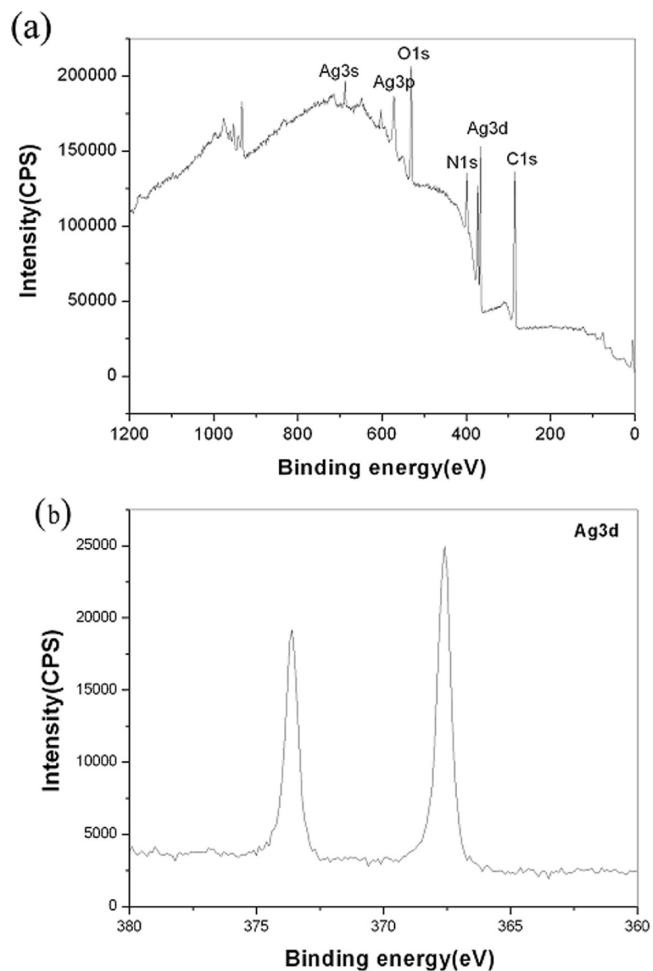 (a)
200000
150000
100000
50000
0
Intensity(CPS)
Ag3s
Ag3p
O1s
Ag3d
N1s
C1s
1200 1000 800 600 400 200 0
Binding energy(eV)
(b)
Ag3d
25000
20000
15000
10000
5000
0
Intensity(CPS)
380 375 370 365 360
Binding energy(eV)